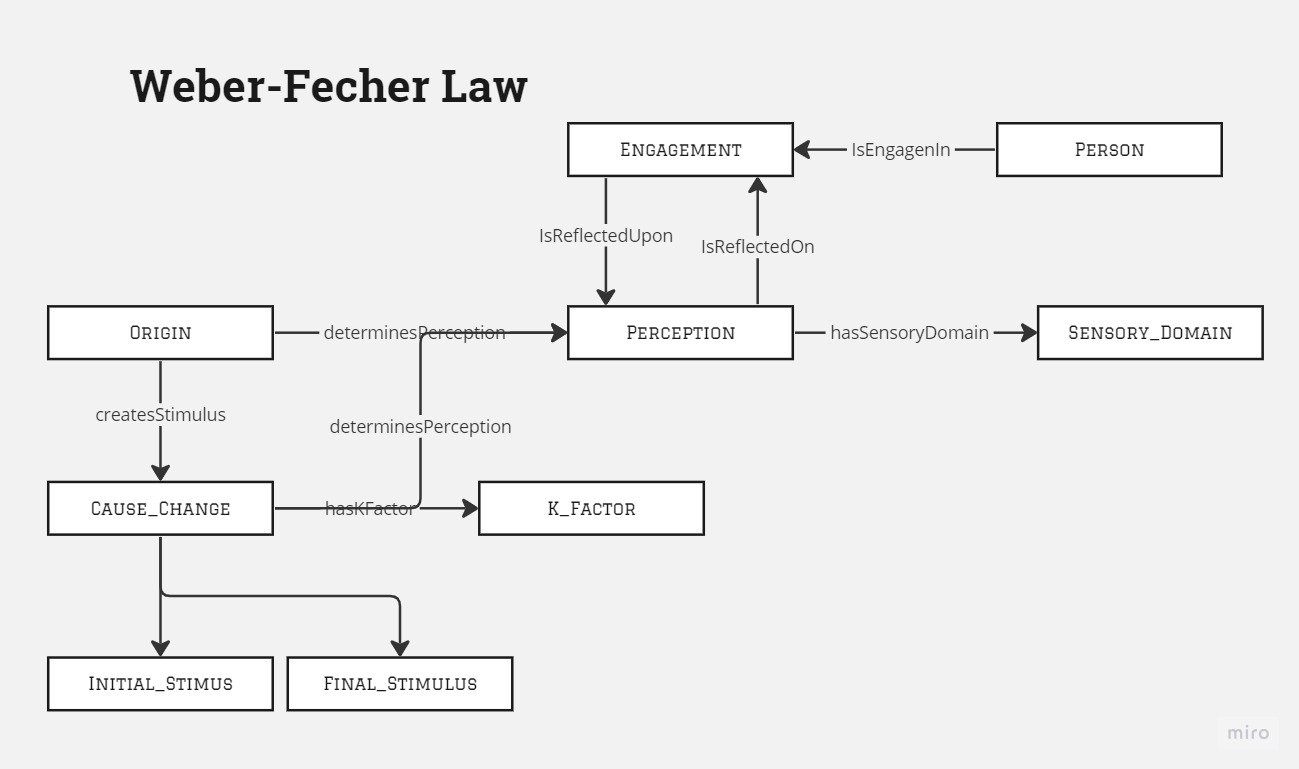 Weber-Fecher Law
Engagement
IsEngagenIn
Person
IsReflectedUpon
IsReflectedOn
Origin
determinesPerception
Perception
hasSensoryDomain
Sensory_Domain
createsStimulus
determinesPerception
Cause_Change
hasKFactor
K_Factor
Initial_Stimus
Final_Stimulus
miro